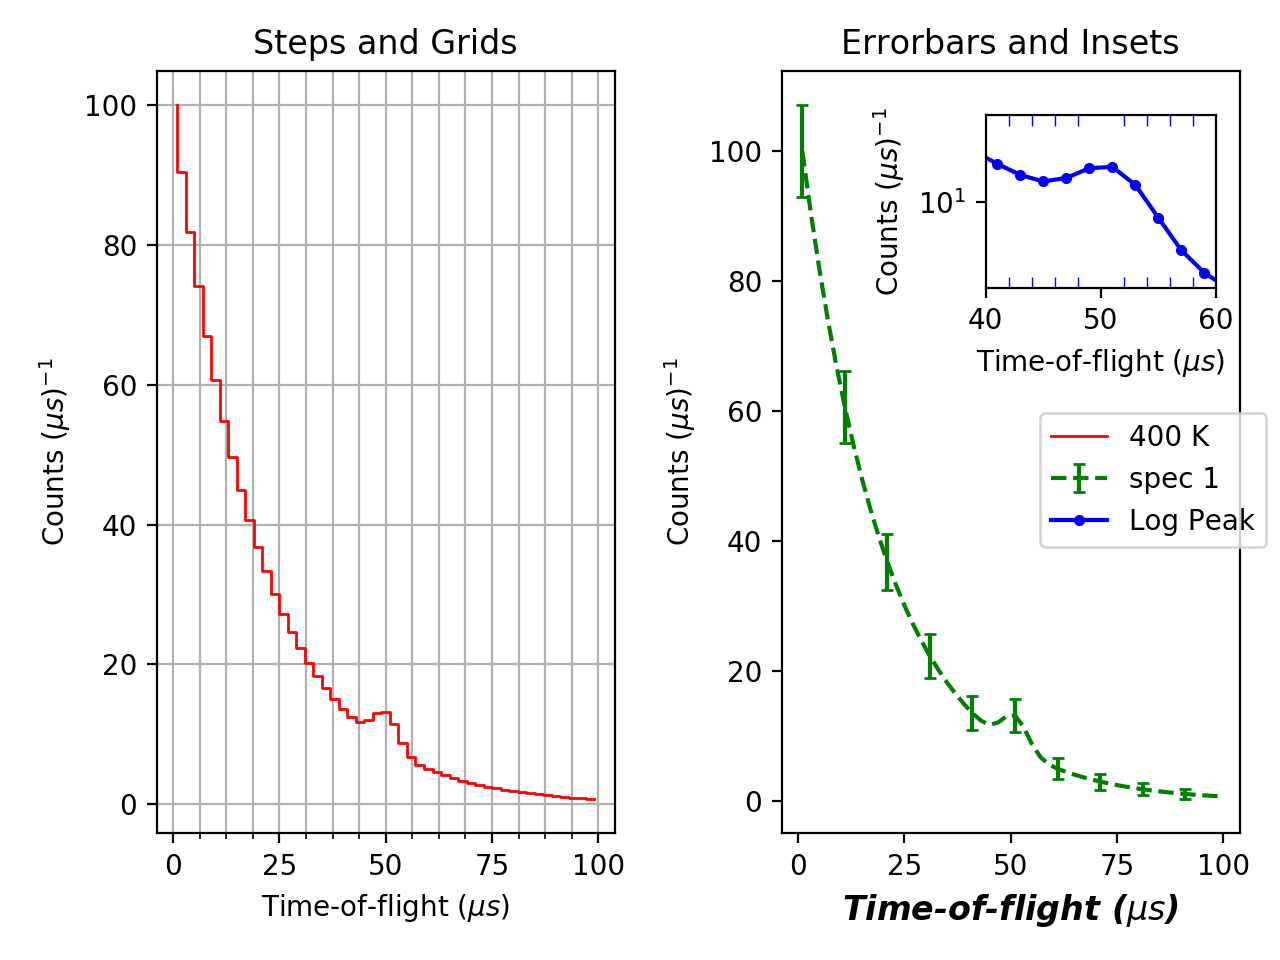 Steps and Grids
100
80
60
40
20
0
Counts (μs)⁻¹
0 25 50 75 100
Time-of-flight (μs)
Errorbars and Insets
100
80
60
40
20
0
Counts (μs)⁻¹
0 25 50 75 100
Time-of-flight (μs)
Counts (μs)⁻¹
10¹
40 50 60
Time-of-flight (μs)
400 K
spec 1
Log Peak